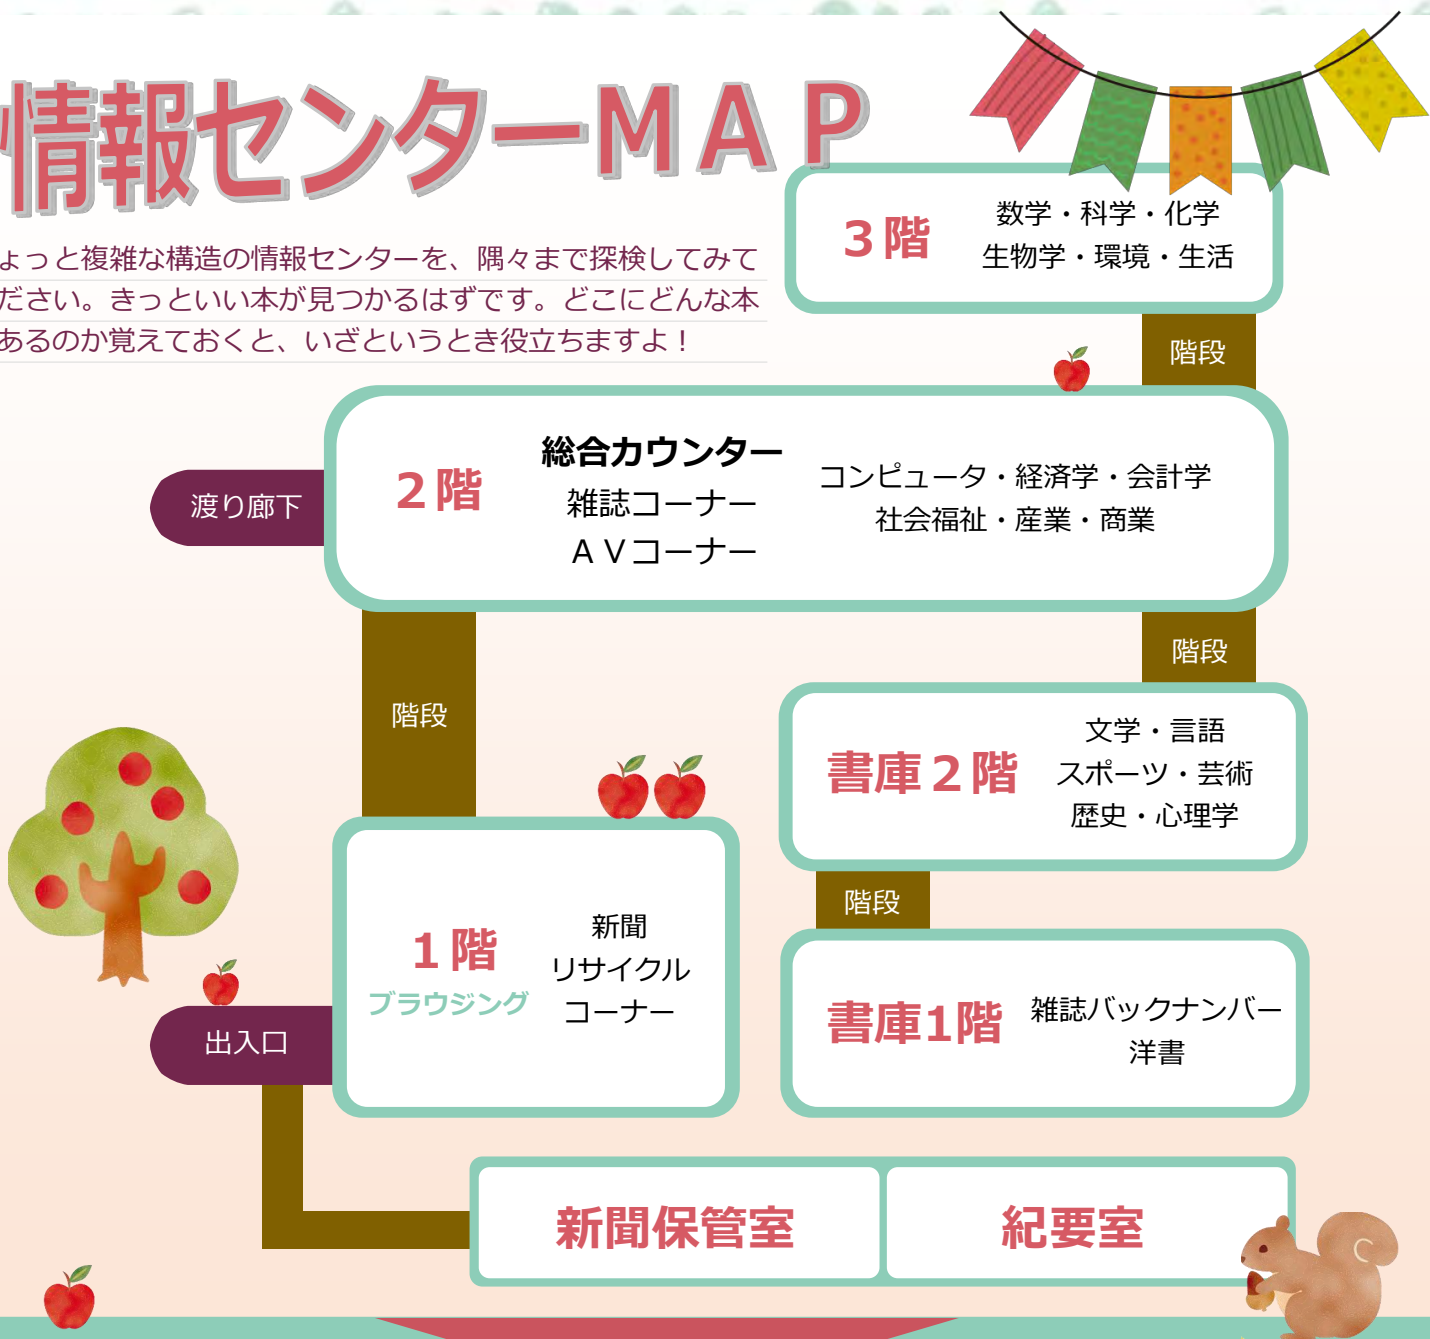 情報センターＭＡＰ
ょっと複雑な構造の情報センターを、隅々まで探検してみて
ださい。きっといい本が見つかるはずです。どこにどんな本
あるのか覚えておくと、いざというとき役立ちますよ！
３階
数学・科学・化学
生物学・環境・生活
階段
渡り廊下
２階
総合カウンター
雑誌コーナー
ＡＶコーナー
コンピュータ・経済学・会計学
社会福祉・産業・商業
階段
階段
書庫２階
文学・言語
スポーツ・芸術
歴史・心理学
階段
１階
ブラウジング
新聞
リサイクル
コーナー
出入口
書庫1階
雑誌バックナンバー
洋書
新聞保管室
紀要室